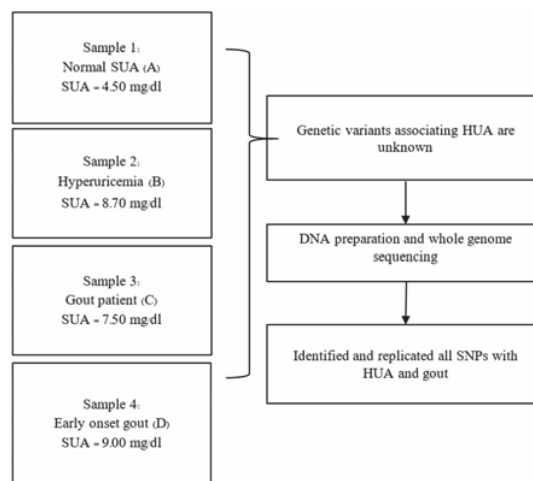 Sample 1:
Normal SUA (A)
SUA = 4.50 mg/dl
Sample 2:
Hyperuricemia (B)
SUA = 8.70 mg/dl
Sample 3:
Gout patient (C)
SUA = 7.50 mg/dl
Sample 4:
Early onset gout (D)
SUA = 9.00 mg/dl
Genetic variants associating HUA are
unknown
DNA preparation and whole genome
sequencing
Identified and replicated all SNPs with
HUA and gout